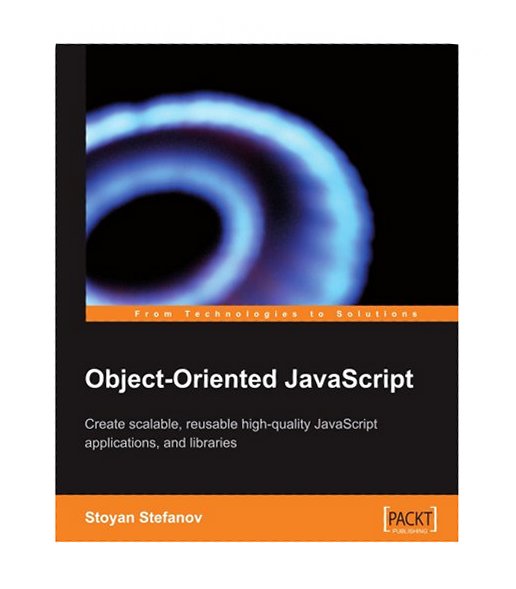 From Technologies to Solutions
Object-Oriented JavaScript
Create scalable, reusable high-quality JavaScript
applications, and libraries
Stoyan Stefanov
[PACKT]
PUBLISHING